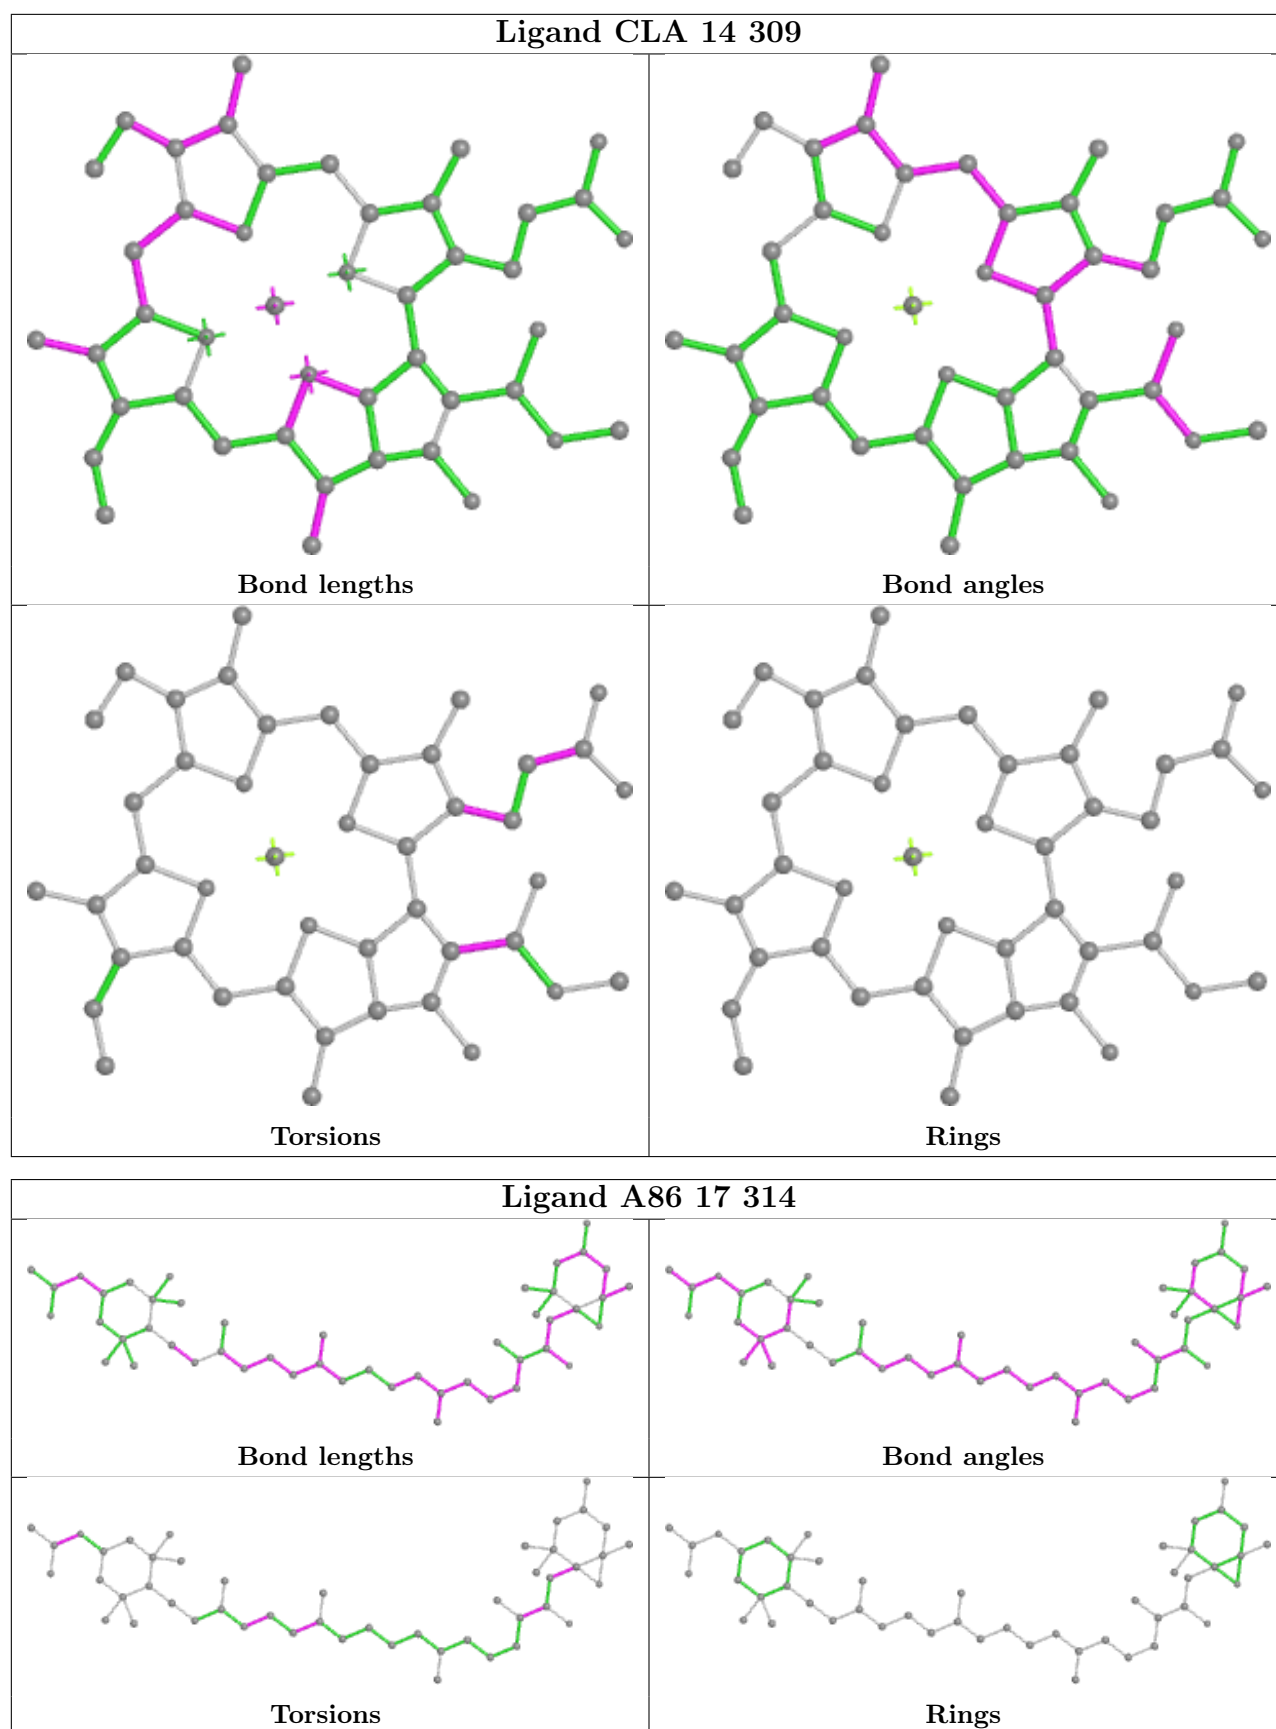 Ligand CLA 14 309
Bond lengths
Bond angles
Torsions
Rings
Ligand A86 17 314
Bond lengths
Bond angles
Torsions
Rings